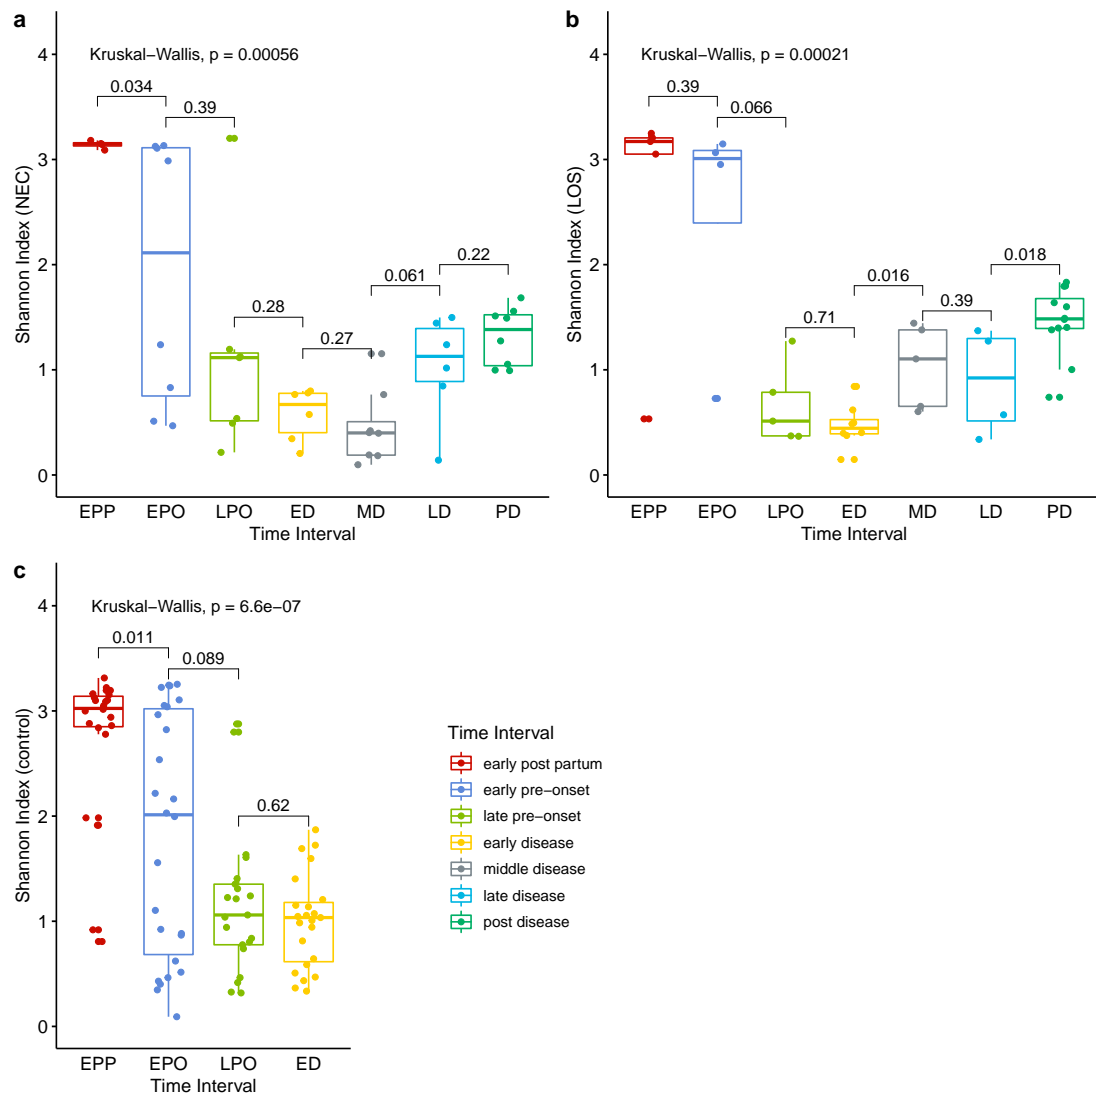 a
Kruskal−Wallis, p = 0.00056
0.034
0.39
0.28
0.27
0.061
0.22
0
1
2
3
4
Shannon Index (NEC)
EPP EPO LPO ED MD LD PD
Time Interval
b
Kruskal−Wallis, p = 0.00021
0.39
0.066
0.71
0.016
0.39
0.018
0
1
2
3
4
Shannon Index (LOS)
EPP EPO LPO ED MD LD PD
Time Interval
c
Kruskal−Wallis, p = 6.6e−07
0.011
0.089
0.62
0
1
2
3
4
Shannon Index (control)
EPP EPO LPO ED
Time Interval
Time Interval
early post partum
early pre−onset
late pre−onset
early disease
middle disease
late disease
post disease